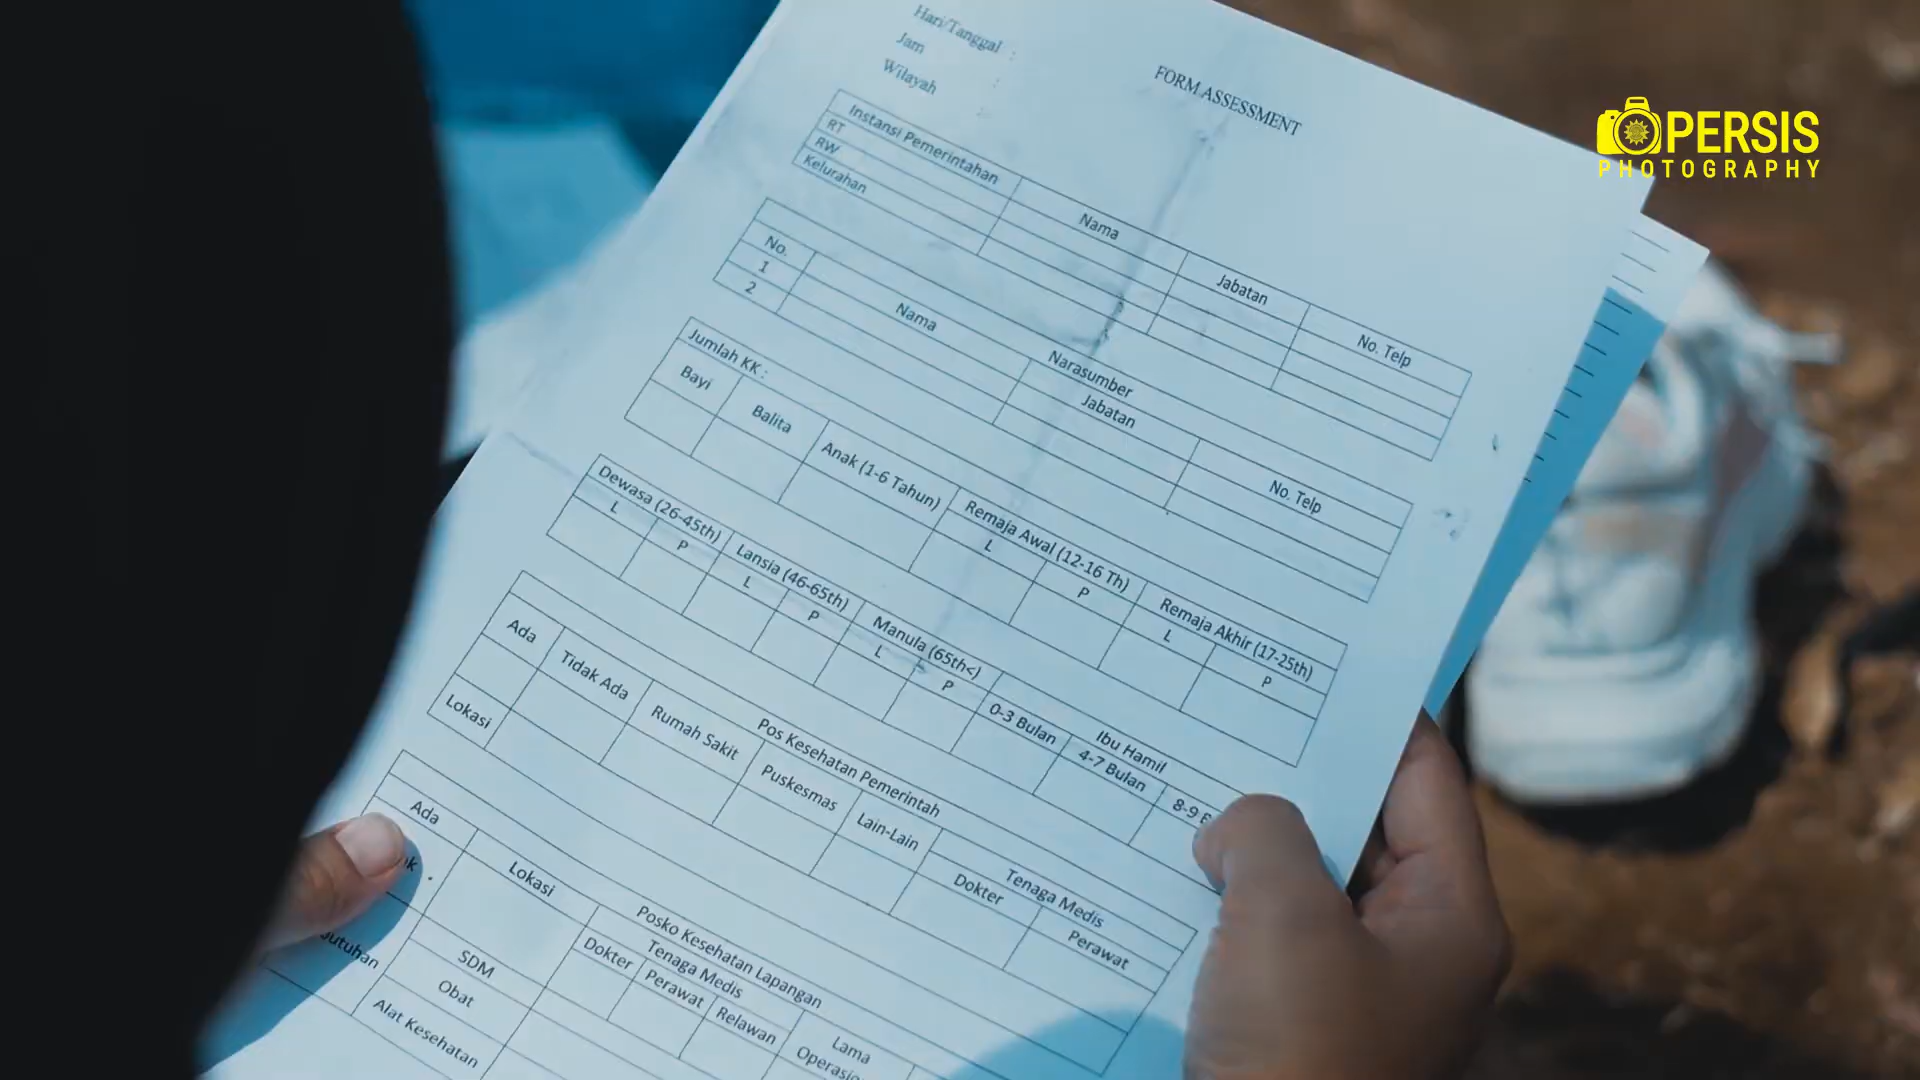 Hari/Tanggal :
Jam :
Wilayah :
FORM ASSESSMENT
PERSIS
PHOTOGRAPHY
Instansi Pemerintahan Nama Jabatan No. Telp
RT
RW
Kelurahan
Narasumber
No. Nama Jabatan No. Telp
1
2
Jumlah KK :
Bayi Balita Anak (1-6 Tahun) Remaja Awal (12-16 Th) Remaja Akhir (17-25th)
L P L P
Dewasa (26-45th) Lansia (46-65th) Manula (65th<) Ibu Hamil
L P L P L P 0-3 Bulan 4-7 Bulan 8-9 B
Pos Kesehatan Pemerintah
Ada Tidak Ada Rumah Sakit Puskesmas Lain-Lain Tenaga Medis
Dokter Perawat
Lokasi
Posko Kesehatan Lapangan
Ada Lokasi Tenaga Medis Lama
Dokter Perawat Relawan Operasio
utuhan SDM
Obat
Alat Kesehatan